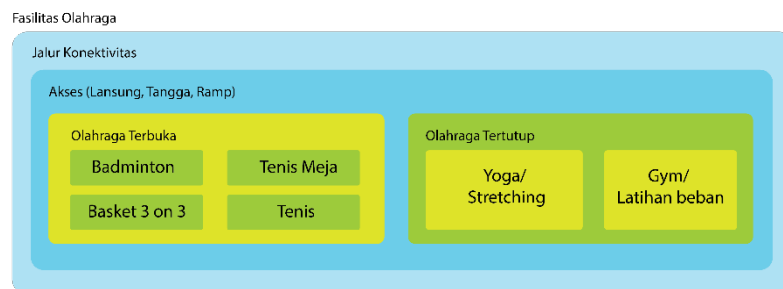 Fasilitas Olahraga
Jalur Konektivitas
Akses (Lansung, Tangga, Ramp)
Olahraga Terbuka
Badminton
Tenis Meja
Basket 3 on 3
Tenis
Olahraga Tertutup
Yoga/
Stretching
Gym/
Latihan beban